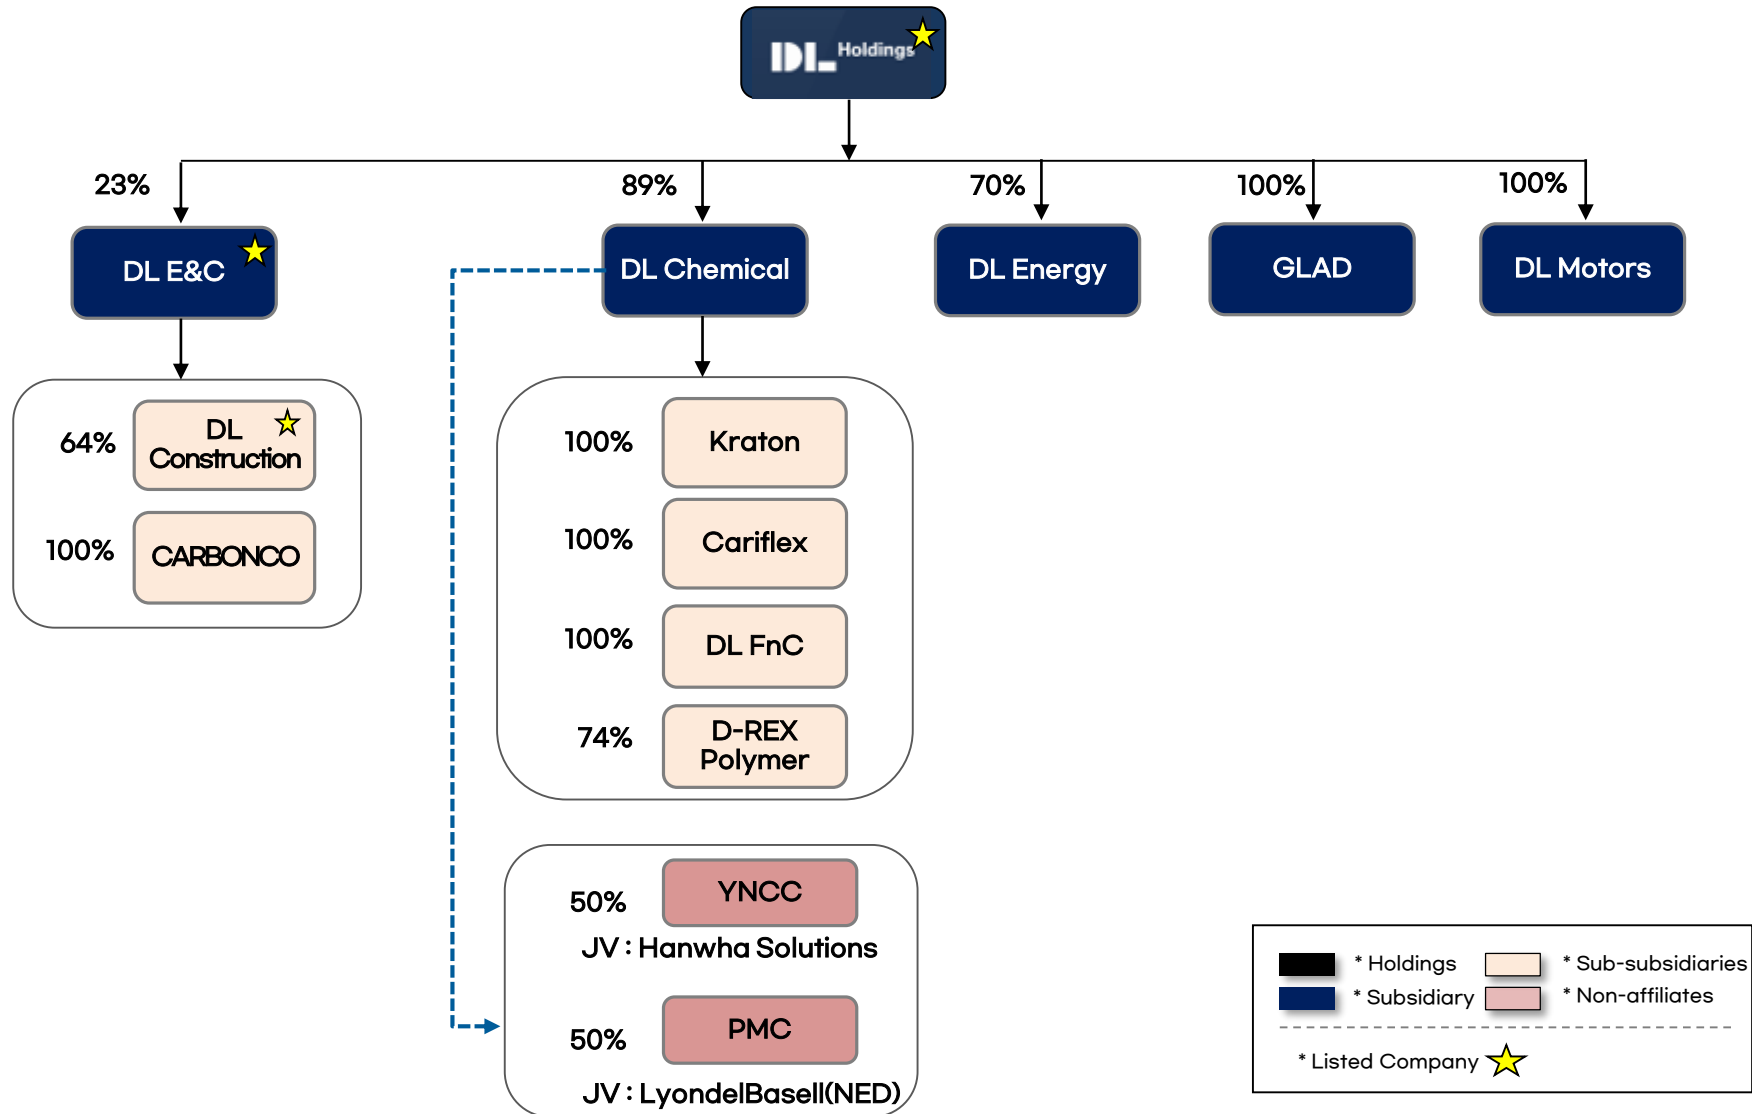 DL Holdings
23%
89%
70%
100%
100%
DL E&C
DL Chemical
DL Energy
GLAD
DL Motors
64%
DL
Construction
100%
CARBONCO
100%
Kraton
100%
Cariflex
100%
DL FnC
74%
D-REX
Polymer
50%
YNCC
JV : Hanwha Solutions
50%
PMC
JV : LyondelBasell(NED)
* Holdings
* Sub-subsidiaries
* Subsidiary
* Non-affiliates
* Listed Company